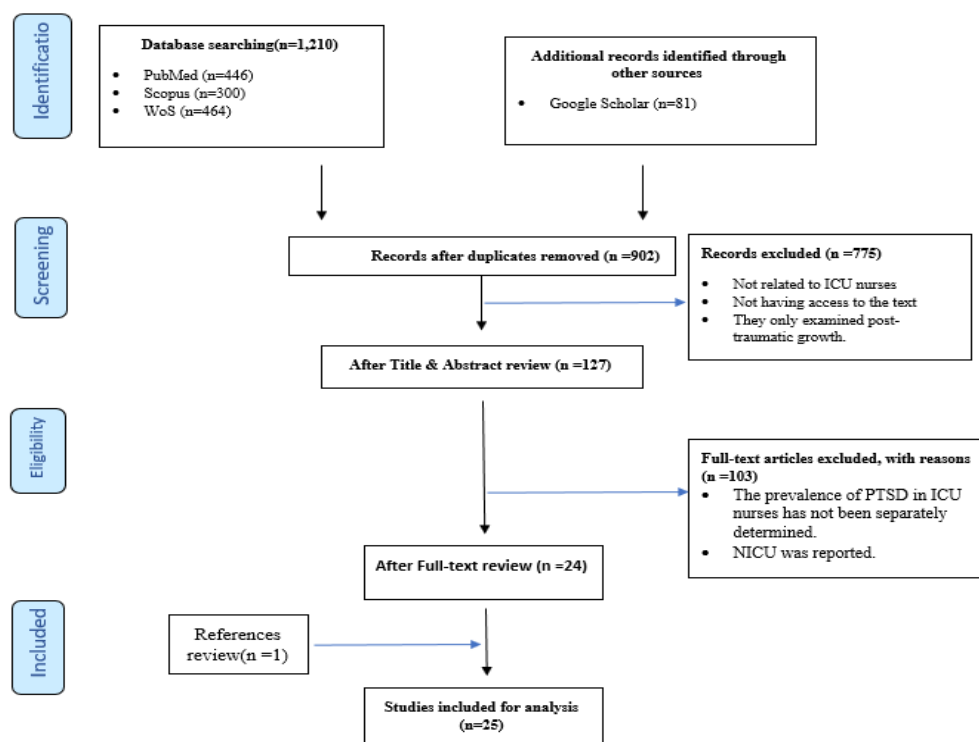 Identificatio
Database searching(n=1,210)
• PubMed (n=446)
• Scopus (n=300)
• WoS (n=464)
Additional records identified through
other sources
• Google Scholar (n=81)
Screening
Records after duplicates removed (n =902)
Records excluded (n =775)
• Not related to ICU nurses
• Not having access to the text
• They only examined post-
traumatic growth.
After Title & Abstract review (n =127)
Eligibility
Full-text articles excluded, with reasons
(n =103)
• The prevalence of PTSD in ICU
nurses has not been separately
determined.
• NICU was reported.
After Full-text review (n =24)
Included
References
review(n =1)
Studies included for analysis
(n=25)